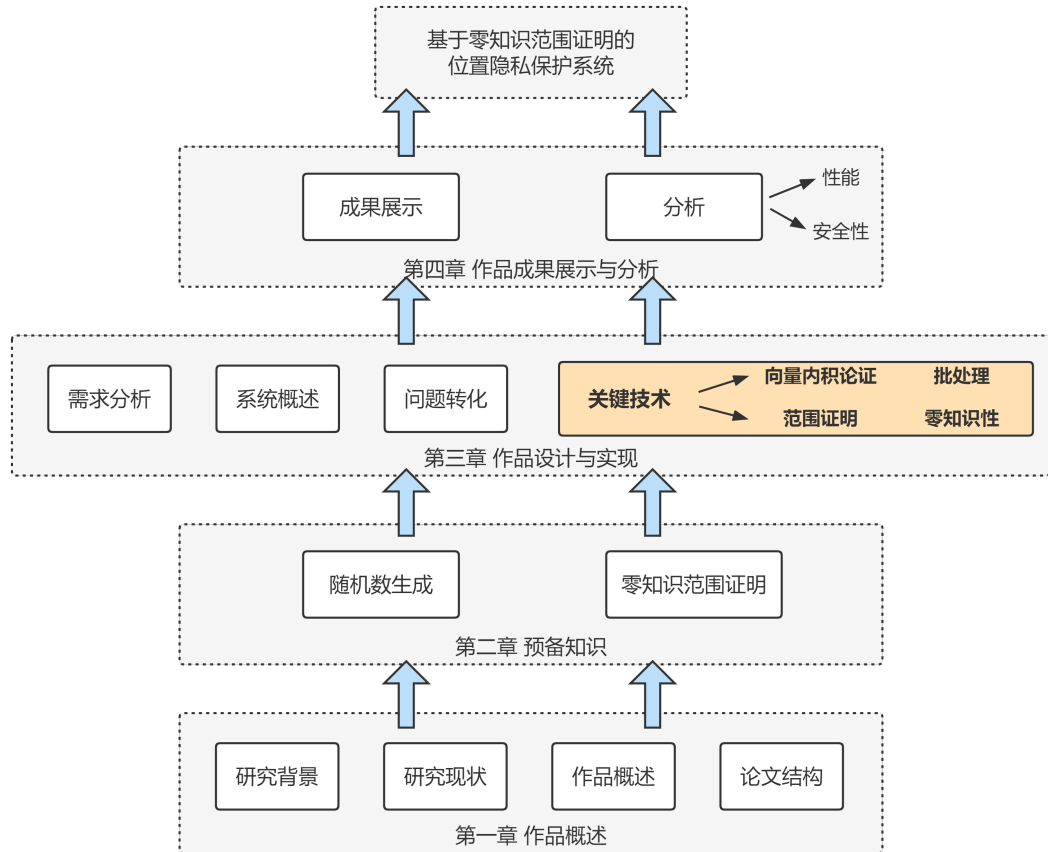 基于零知识范围证明的
位置隐私保护系统
成果展示
分析
性能
安全性
第四章 作品成果展示与分析
需求分析
系统概述
问题转化
关键技术
向量内积论证
批处理
范围证明
零知识性
第三章 作品设计与实现
随机数生成
零知识范围证明
第二章 预备知识
研究背景
研究现状
作品概述
论文结构
第一章 作品概述